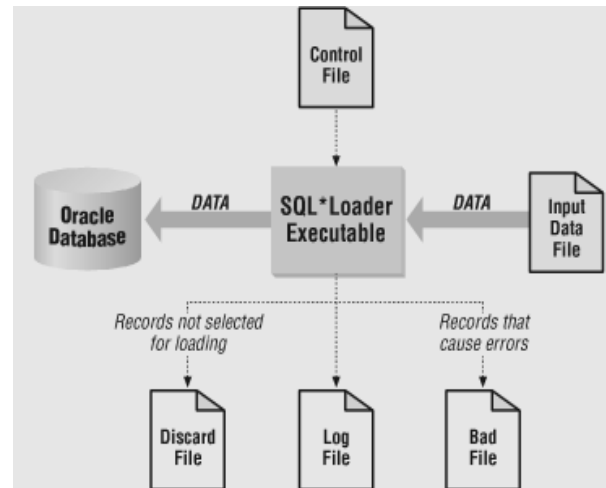 Control
File
Oracle
Database
DATA
SQL*Loader
Executable
DATA
Input
Data
File
Records not selected
for loading
Records that
cause errors
Discard
File
Log
File
Bad
File